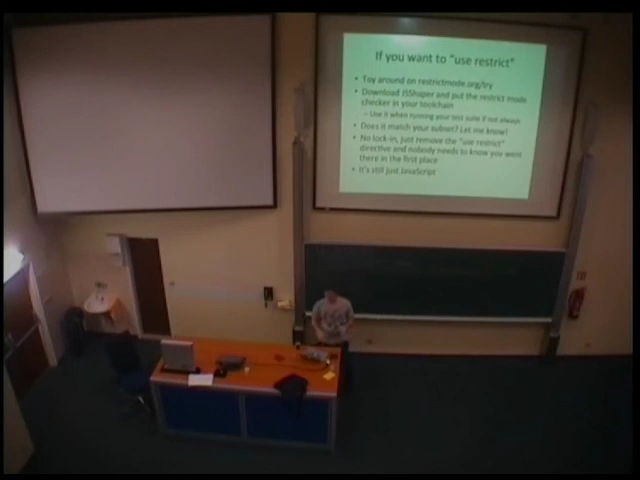 If you want to "use restrict"
• Toy around on restrictmode.org/try
• Download JSShaper and put the restrict mode
checker in your toolchain
– Use it when running your test suite if not always
• Does it match your subset? Let me know!
• No lock-in, just remove the "use restrict"
directive and nobody needs to know you went
there in the first place
• It's still just JavaScript